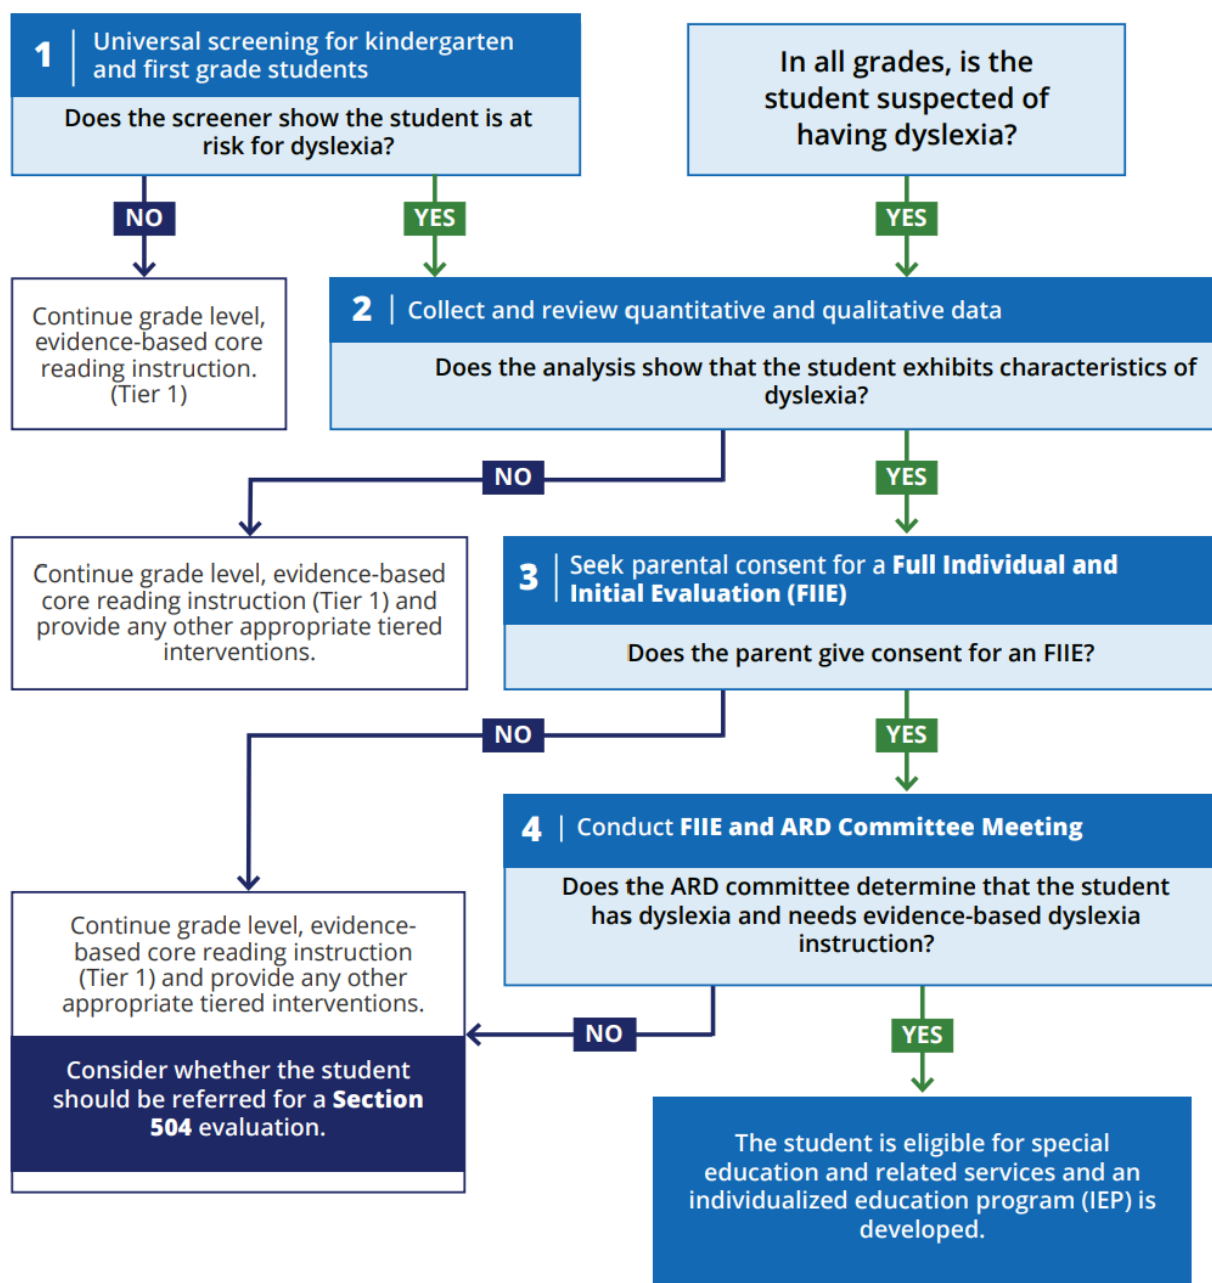 1
Universal screening for kindergarten
and first grade students
Does the screener show the student is at
risk for dyslexia?
In all grades, is the
student suspected of
having dyslexia?
NO
YES
YES
Continue grade level,
evidence-based core
reading instruction.
(Tier 1)
2
Collect and review quantitative and qualitative data
Does the analysis show that the student exhibits characteristics of
dyslexia?
NO
YES
Continue grade level, evidence-based
core reading instruction (Tier 1) and
provide any other appropriate tiered
interventions.
3
Seek parental consent for a Full Individual and
Initial Evaluation (FIIE)
Does the parent give consent for an FIIE?
NO
YES
4
Conduct FIIE and ARD Committee Meeting
Does the ARD committee determine that the student
has dyslexia and needs evidence-based dyslexia
instruction?
Continue grade level, evidence-
based core reading instruction
(Tier 1) and provide any other
appropriate tiered interventions.
NO
YES
Consider whether the student
should be referred for a Section
504 evaluation.
The student is eligible for special
education and related services and an
individualized education program (IEP) is
developed.